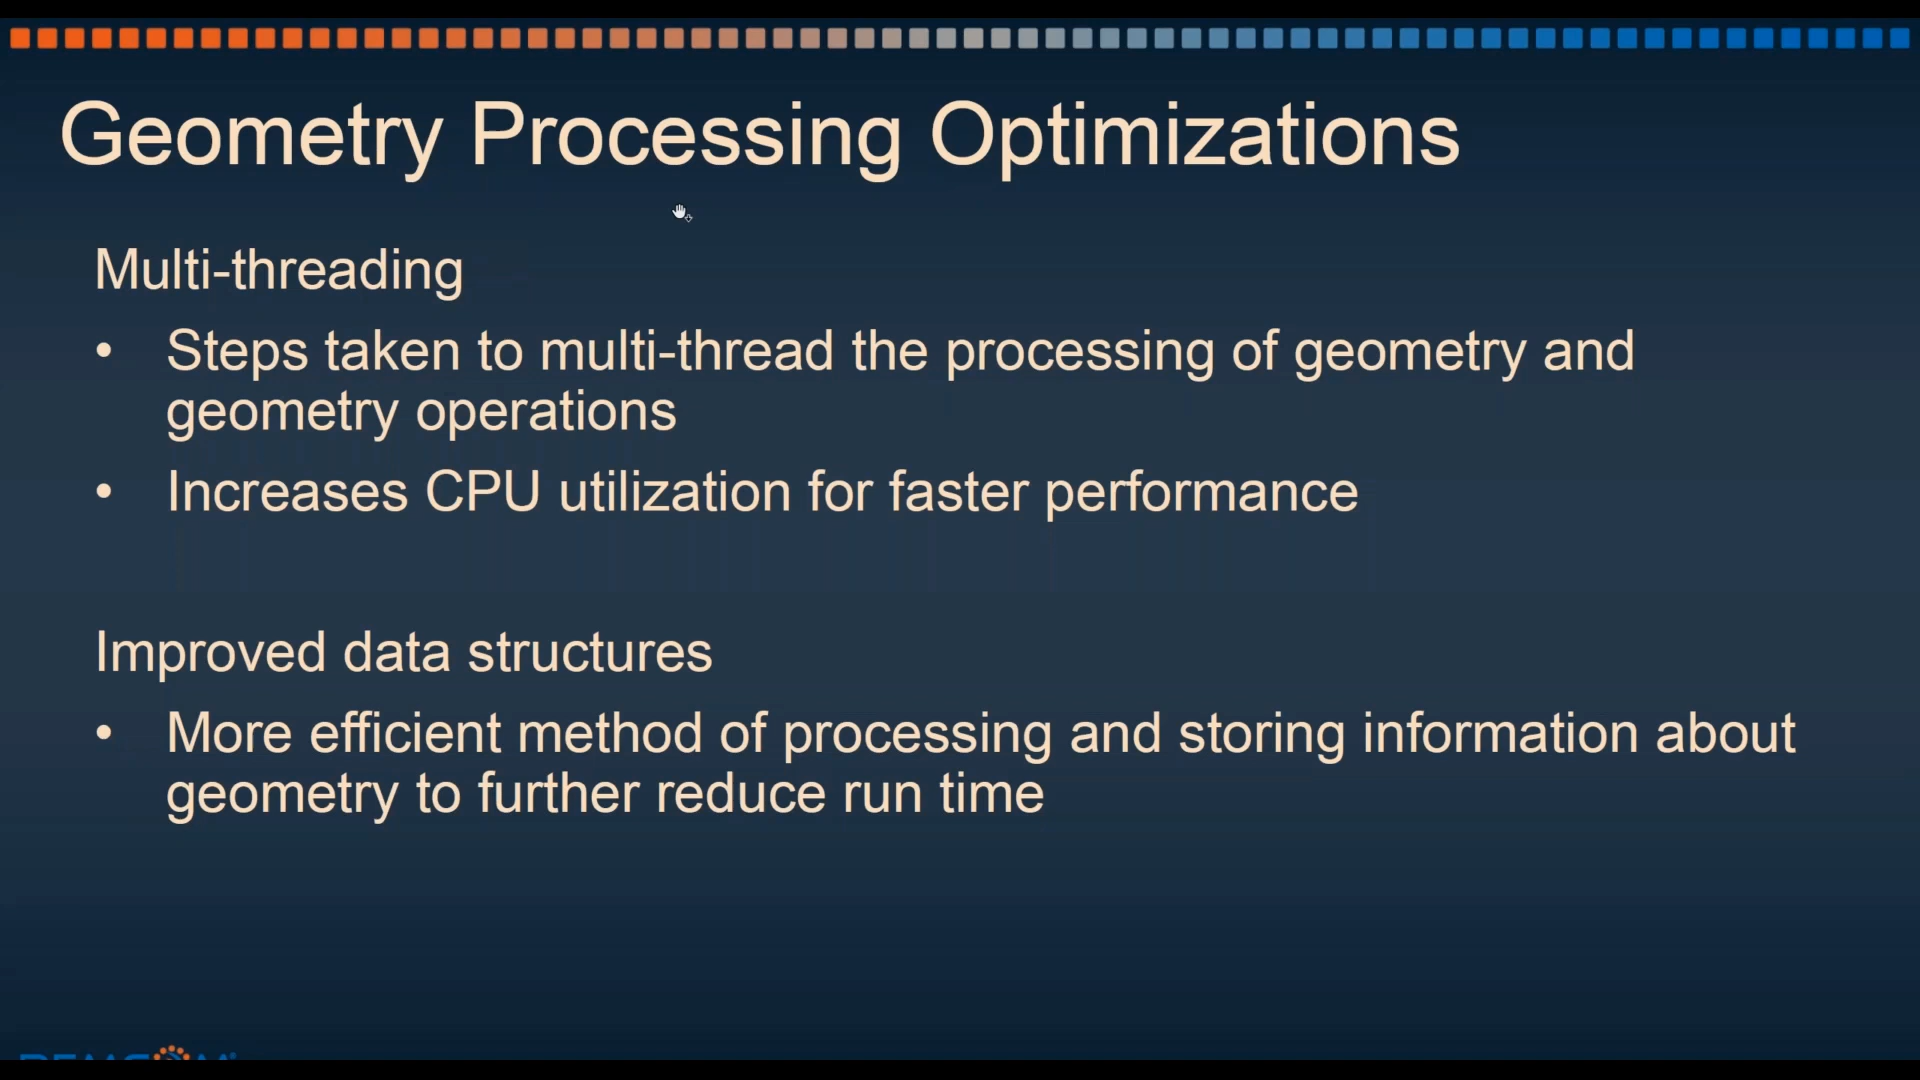 Geometry Processing Optimizations
Multi-threading
• Steps taken to multi-thread the processing of geometry and
geometry operations
• Increases CPU utilization for faster performance
Improved data structures
• More efficient method of processing and storing information about
geometry to further reduce run time